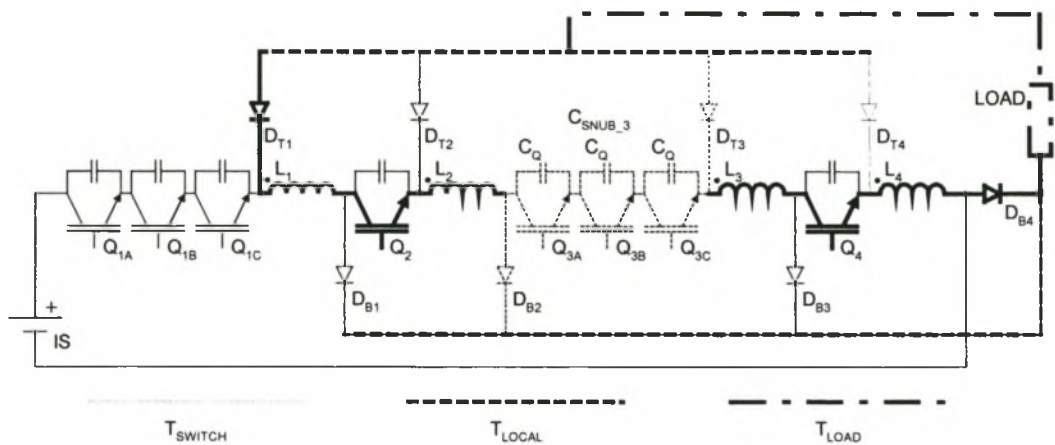 LOAD
D_T1
D_T2
C_SNUB_3
D_T3
D_T4
C_Q
C_Q
C_Q
L_1
L_2
L_3
L_4
Q_1A
Q_1B
Q_1C
Q_2
Q_3A
Q_3B
Q_3C
Q_4
D_B4
D_B1
D_B2
D_B3
+
IS
T_SWITCH
T_LOCAL
T_LOAD